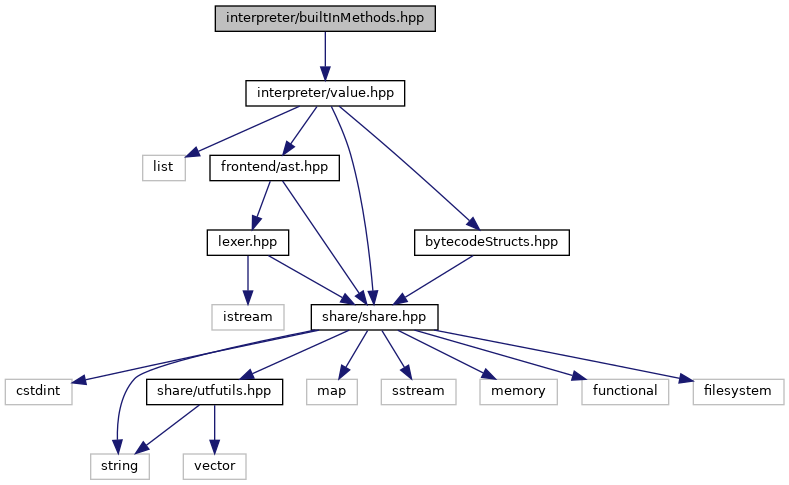 interpreter/builtInMethods.hpp
interpreter/value.hpp
list
frontend/ast.hpp
lexer.hpp
bytecodeStructs.hpp
istream
share/share.hpp
cstdint
share/utfutils.hpp
map
sstream
memory
functional
filesystem
string
vector